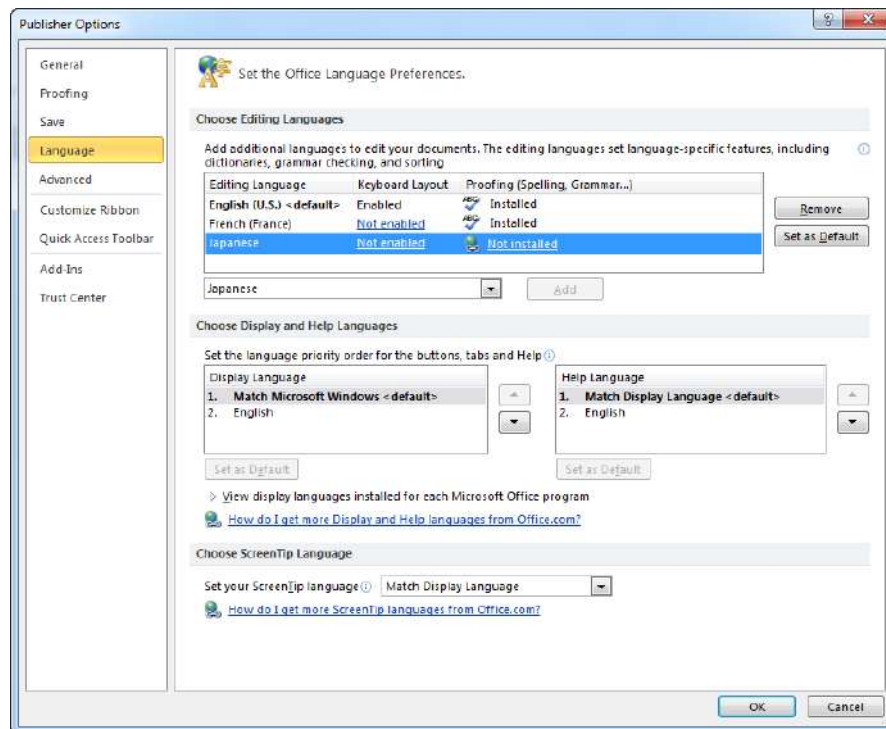 Publisher Options
General
Proofing
Save
Language
Advanced
Customize Ribbon
Quick Access Toolbar
Add-Ins
Trust Center
Set the Office Language Preferences.
Choose Editing Languages
Add additional languages to edit your documents. The editing languages set language-specific features, including
dictionaries, grammar checking, and sorting
Editing Language Keyboard Layout Proofing (Spelling, Grammar...)
English (U.S.) <default> Enabled Installed
French (France) Not enabled Installed
Japanese Not enabled Not installed
Remove
Set as Default
Japanese Add
Choose Display and Help Languages
Set the language priority order for the buttons, tabs and Help
Display Language
1. Match Microsoft Windows <default>
2. English
Set as Default
Help Language
1. Match Display Language <default>
2. English
Set as Default
View display languages installed for each Microsoft Office program
How do I get more Display and Help languages from Office.com?
Choose ScreenTip Language
Set your ScreenTip language Match Display Language
How do I get more ScreenTip languages from Office.com?
OK Cancel